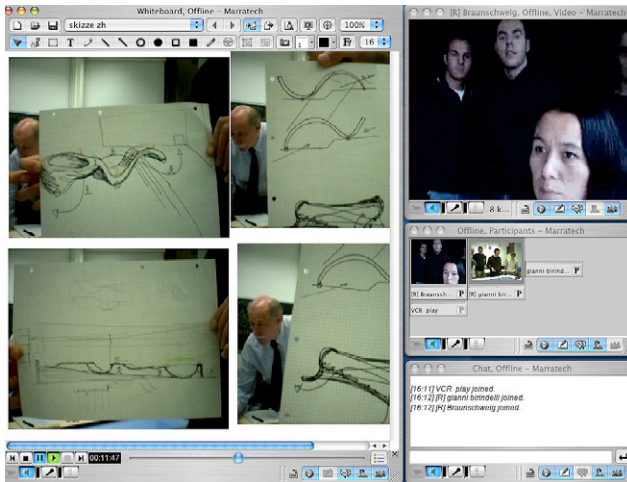 Whiteboard, Offline – Marratech
skizze zh
100%
T
1
16
00:11:47
[R] Braunschweig, Offline, Video – Marratech
8 k...
Offline, Participants – Marratech
[R] Braunsch... P
[R] gianni bir... P
gianni birind... P
VCR play P
Chat, Offline – Marratech
[16:11] VCR play joined.
[16:12] [R] gianni birindelli joined.
[16:12] [R] Braunschweig joined.